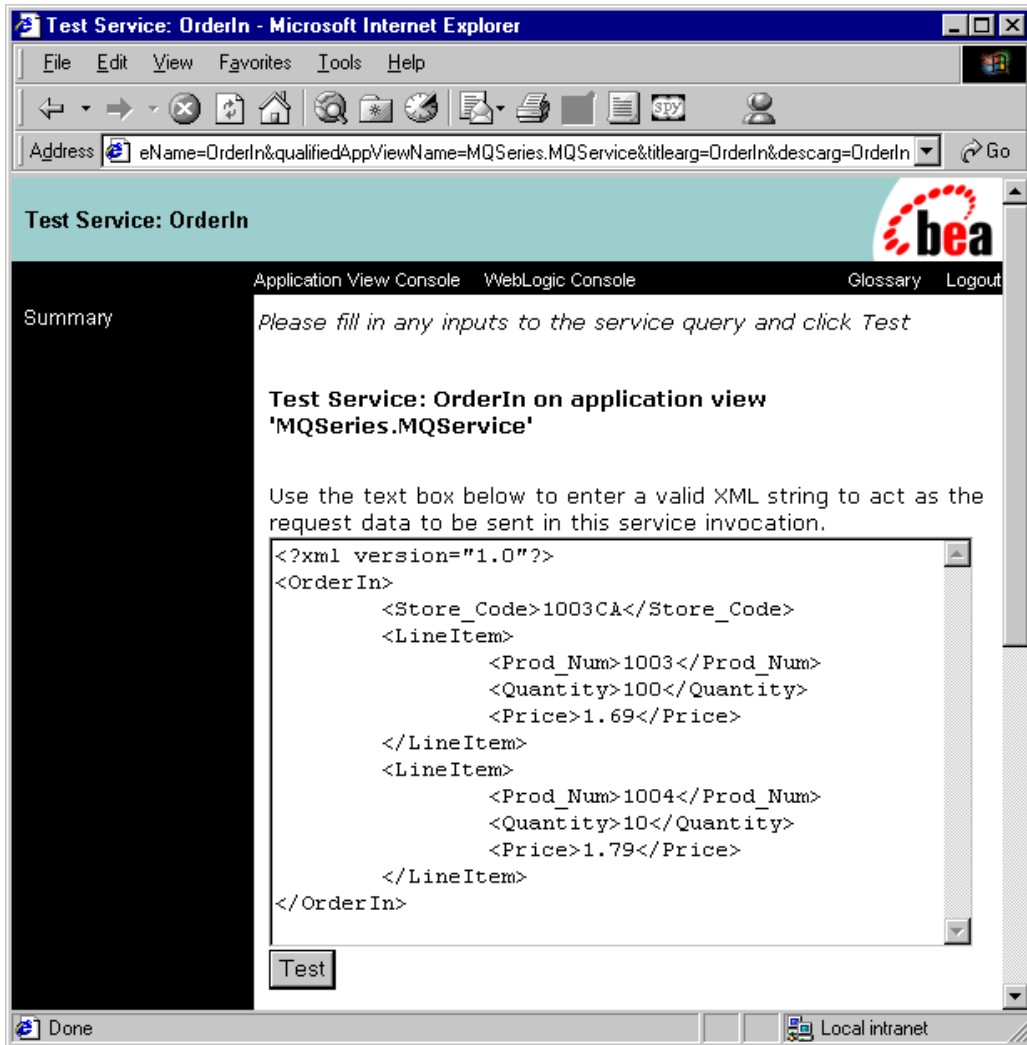 Test Service: OrderIn - Microsoft Internet Explorer
File Edit View Favorites Tools Help
SPY
Address eName=OrderIn&qualifiedAppViewName=MQSeries.MQService&titlearg=OrderIn&descarg=OrderIn Go
Test Service: OrderIn
bea
Application View Console WebLogic Console Glossary Logout
Summary
Please fill in any inputs to the service query and click Test
Test Service: OrderIn on application view
'MQSeries.MQService'
Use the text box below to enter a valid XML string to act as the
request data to be sent in this service invocation.
<?xml version="1.0"?>
<OrderIn>
<Store_Code>1003CA</Store_Code>
<LineItem>
<Prod_Num>1003</Prod_Num>
<Quantity>100</Quantity>
<Price>1.69</Price>
</LineItem>
<LineItem>
<Prod_Num>1004</Prod_Num>
<Quantity>10</Quantity>
<Price>1.79</Price>
</LineItem>
</OrderIn>
Test
Done Local intranet